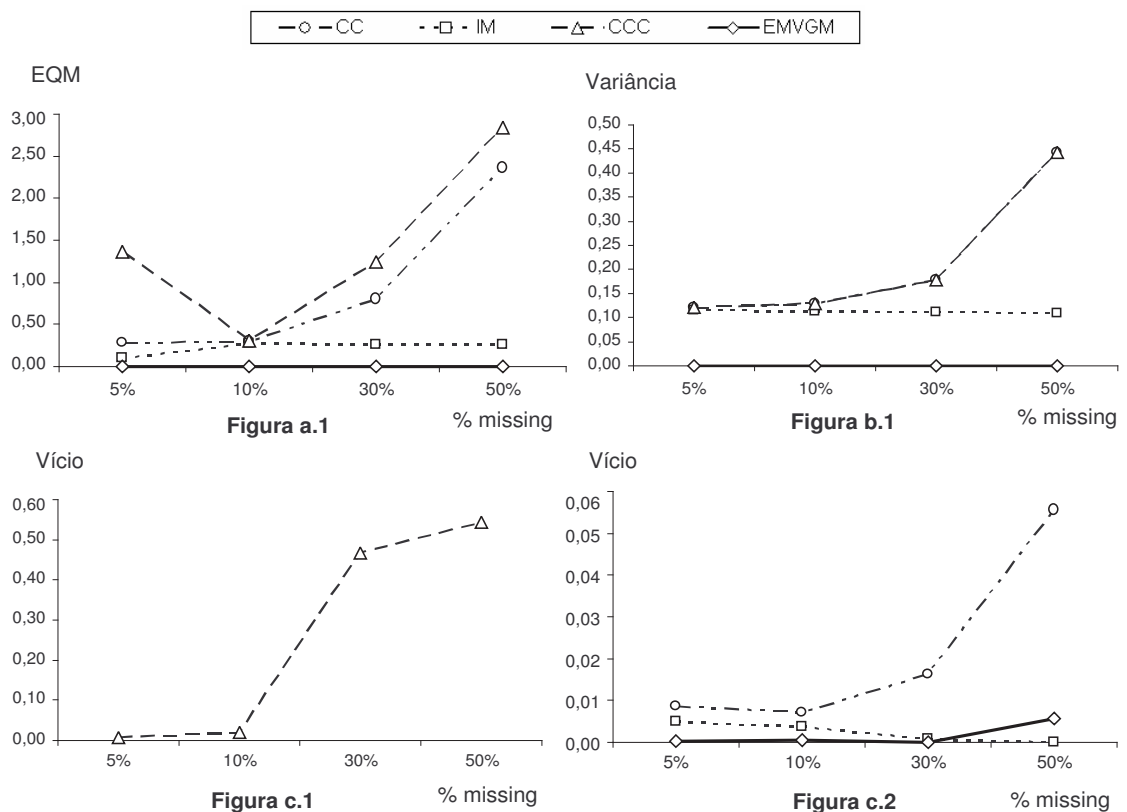 CC IM CCC EMVGM
EQM
3,00
2,50
2,00
1,50
1,00
0,50
0,00
5% 10% 30% 50%
Figura a.1 % missing
Variância
0,50
0,45
0,40
0,35
0,30
0,25
0,20
0,15
0,10
0,05
0,00
5% 10% 30% 50%
Figura b.1 % missing
Vício
0,60
0,50
0,40
0,30
0,20
0,10
0,00
5% 10% 30% 50%
Figura c.1 % missing
Vício
0,06
0,05
0,04
0,03
0,02
0,01
0,00
5% 10% 30% 50%
Figura c.2 % missing